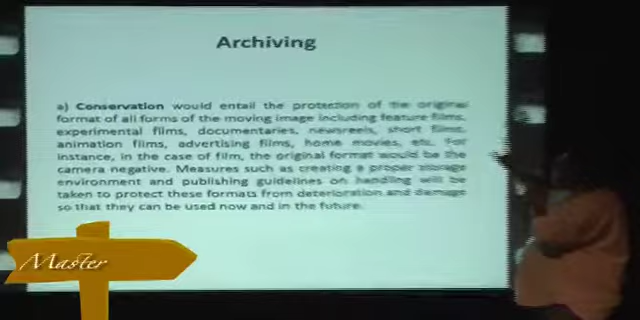 Archiving
a) Conservation would entail the protection of the original
format of all forms of the moving image including feature films,
experimental films, documentaries, newsreels, short films,
animation films, advertising films, home movies, etc. For
instance, in the case of film, the original format would be the
camera negative. Measures such as creating a proper storage
environment and publishing guidelines on handling will be
taken to protect these formats from deterioration and damage
so that they can be used now and in the future.
Master